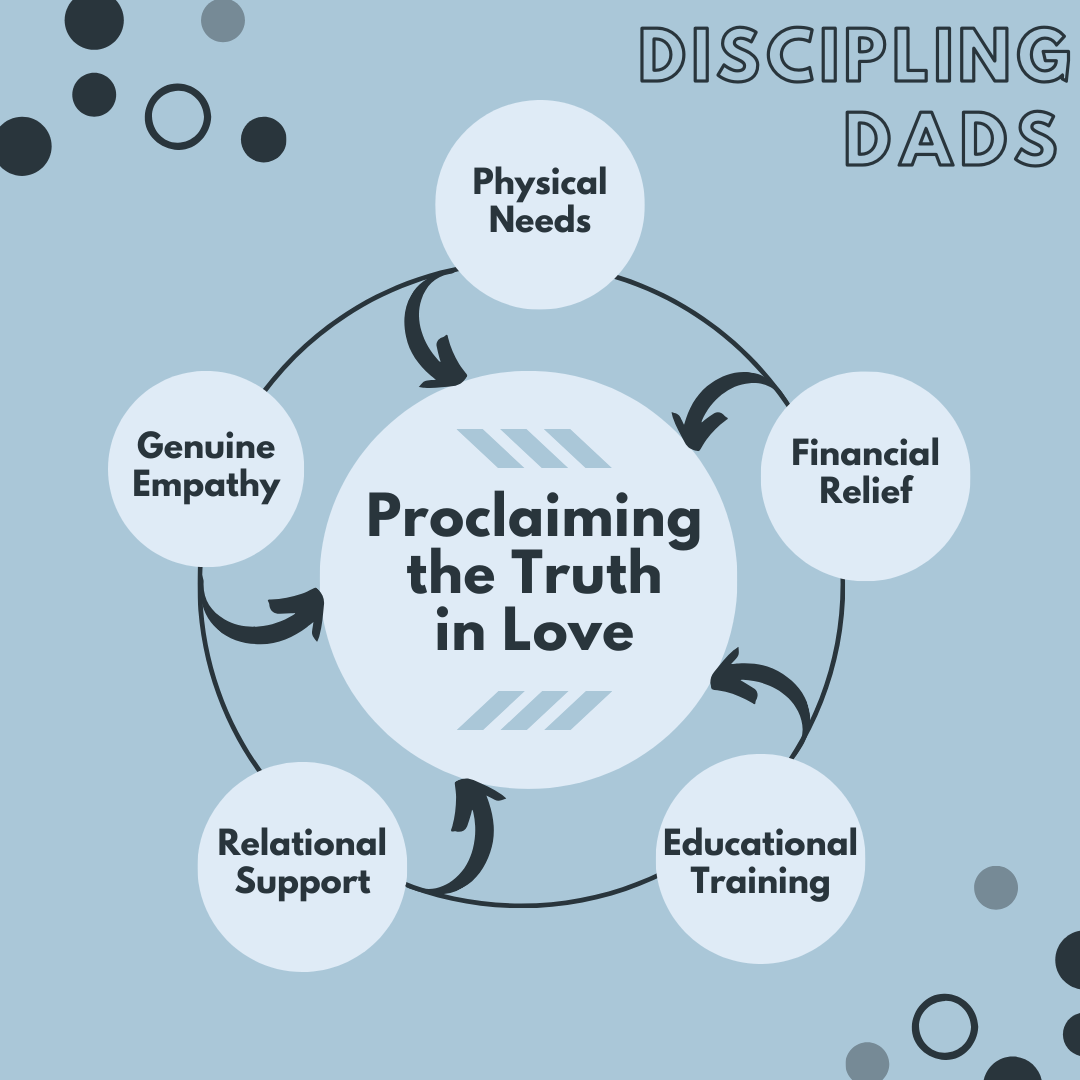 DISCIPLING
DADS
Physical
Needs
Genuine
Empathy
Financial
Relief
Proclaiming
the Truth
in Love
Relational
Support
Educational
Training